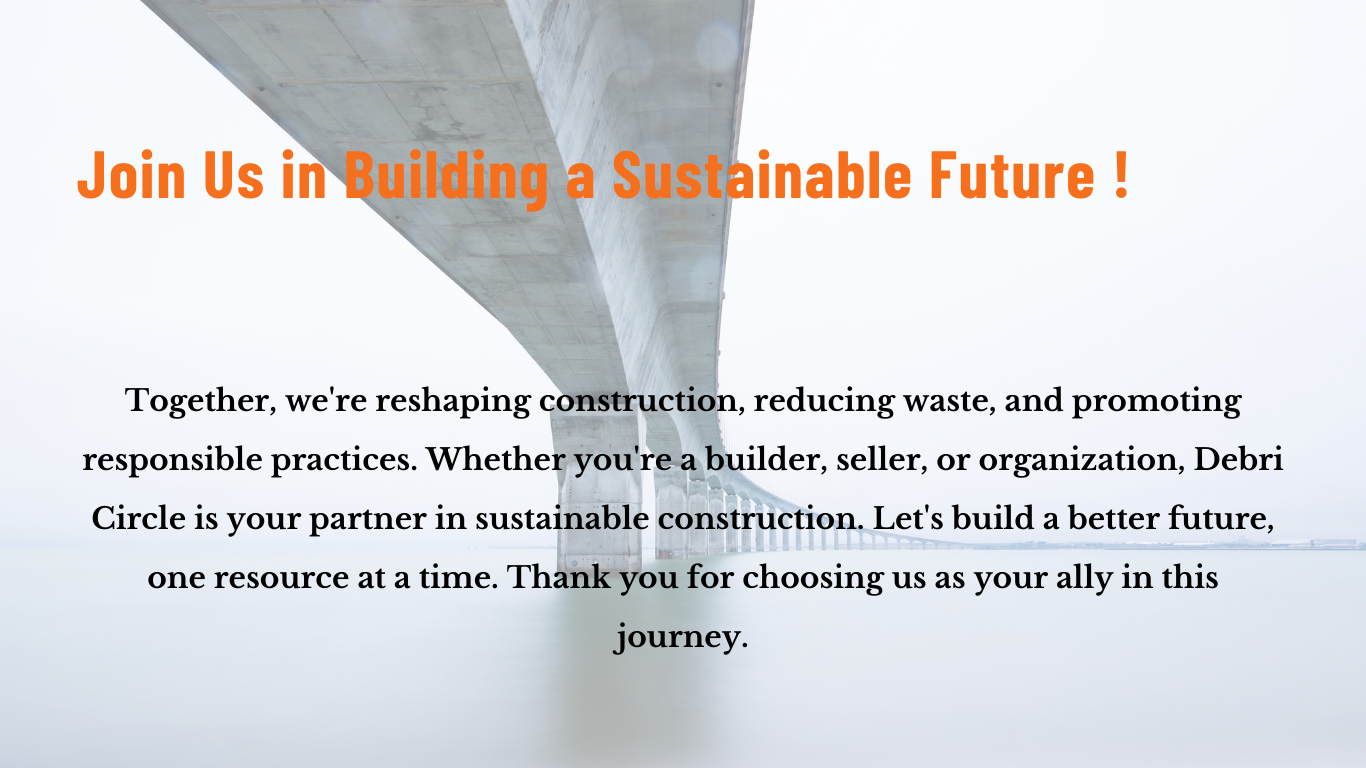 Join Us in Building a Sustainable Future !
Together, we're reshaping construction, reducing waste, and promoting
responsible practices. Whether you're a builder, seller, or organization, Debri
Circle is your partner in sustainable construction. Let's build a better future,
one resource at a time. Thank you for choosing us as your ally in this
journey.